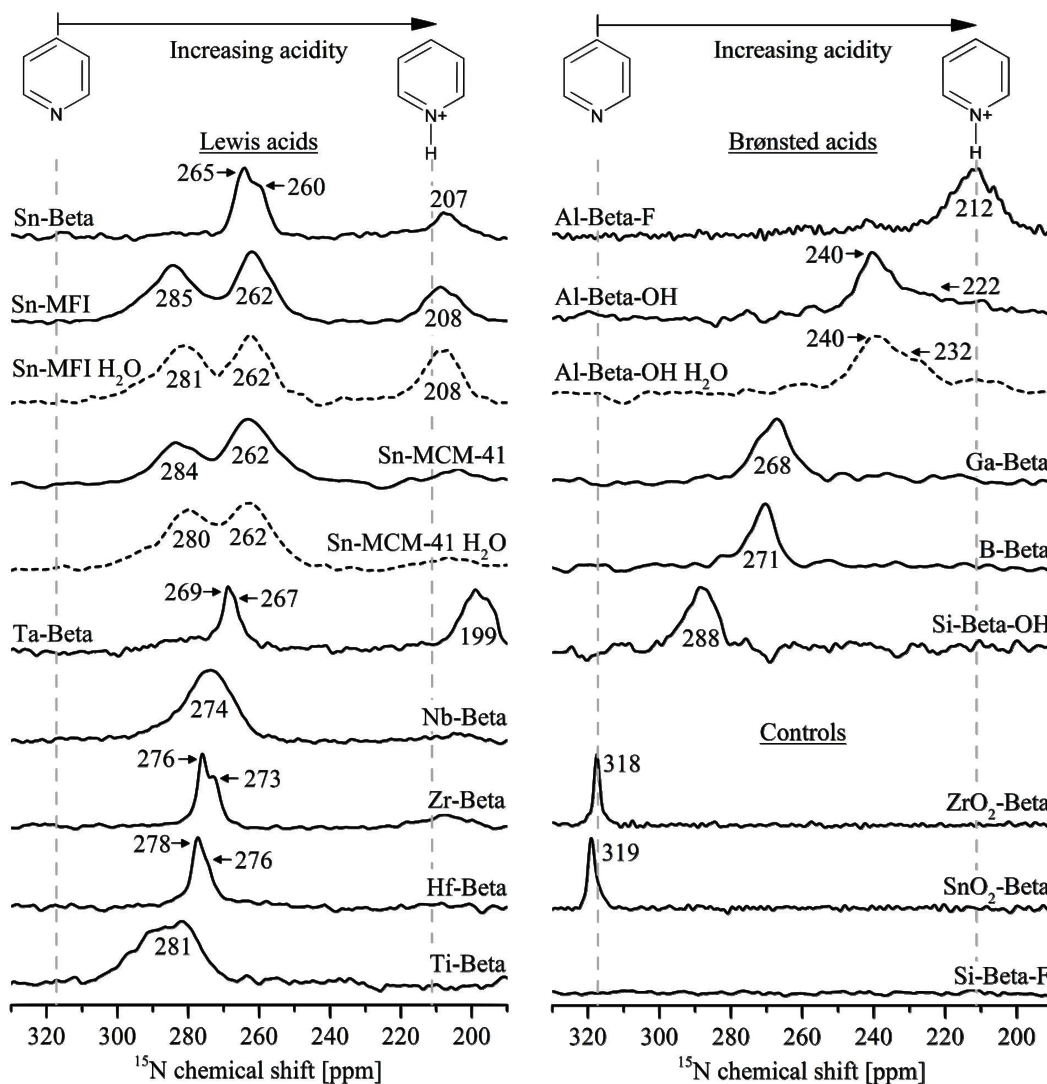 Increasing acidity
N
N+
H
Lewis acids
265
260
207
Sn-Beta
Sn-MFI
285
262
208
Sn-MFI H₂O
281
262
208
284
262
Sn-MCM-41
280
262
Sn-MCM-41 H₂O
269
267
Ta-Beta
199
274
Nb-Beta
276
273
Zr-Beta
278
276
Hf-Beta
281
Ti-Beta
320 300 280 260 240 220 200
¹⁵N chemical shift [ppm]
Increasing acidity
N
N+
H
Brønsted acids
Al-Beta-F
212
240
222
Al-Beta-OH
240
232
Al-Beta-OH H₂O
268
Ga-Beta
271
B-Beta
288
Si-Beta-OH
Controls
318
ZrO₂-Beta
319
SnO₂-Beta
Si-Beta-F
320 300 280 260 240 220 200
¹⁵N chemical shift [ppm]